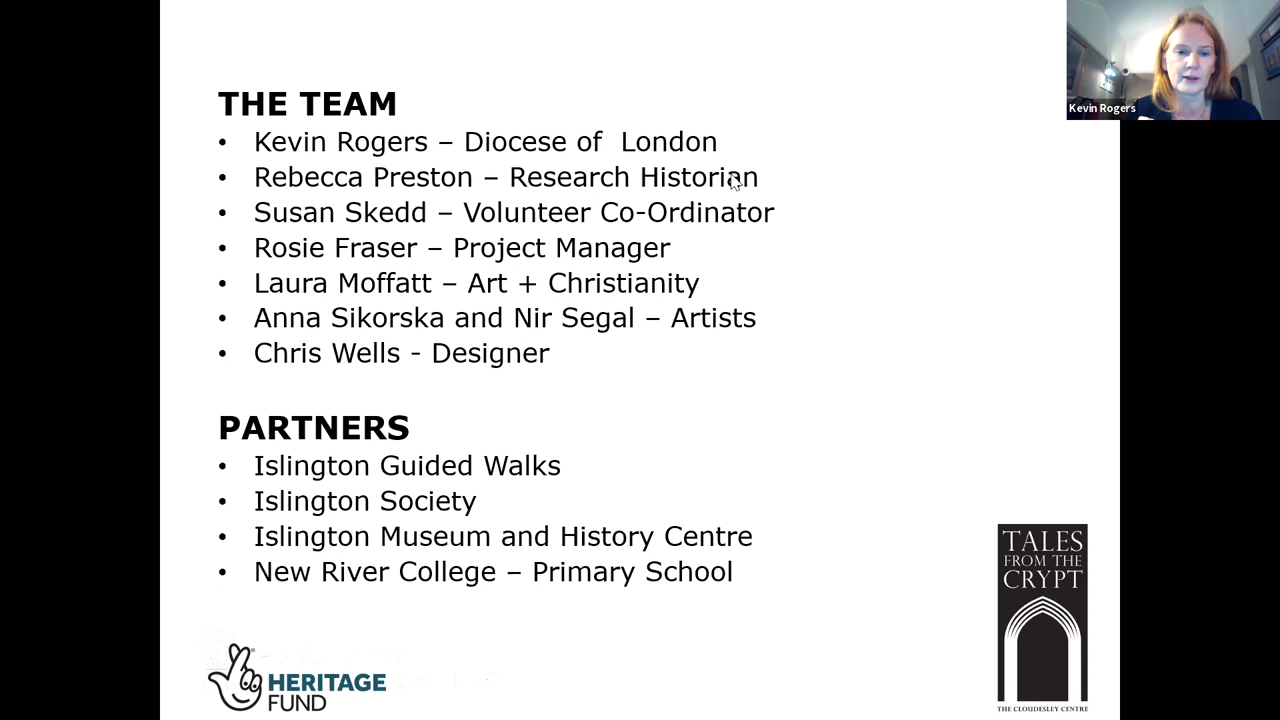 THE TEAM
• Kevin Rogers – Diocese of  London
• Rebecca Preston – Research Historian
• Susan Skedd – Volunteer Co-Ordinator
• Rosie Fraser – Project Manager
• Laura Moffatt – Art + Christianity
• Anna Sikorska and Nir Segal – Artists
• Chris Wells - Designer
PARTNERS
• Islington Guided Walks
• Islington Society
• Islington Museum and History Centre
• New River College – Primary School
Kevin Rogers
TALES
FROM THE
CRYPT
THE CLOUDESLEY CENTRE
HERITAGE
FUND